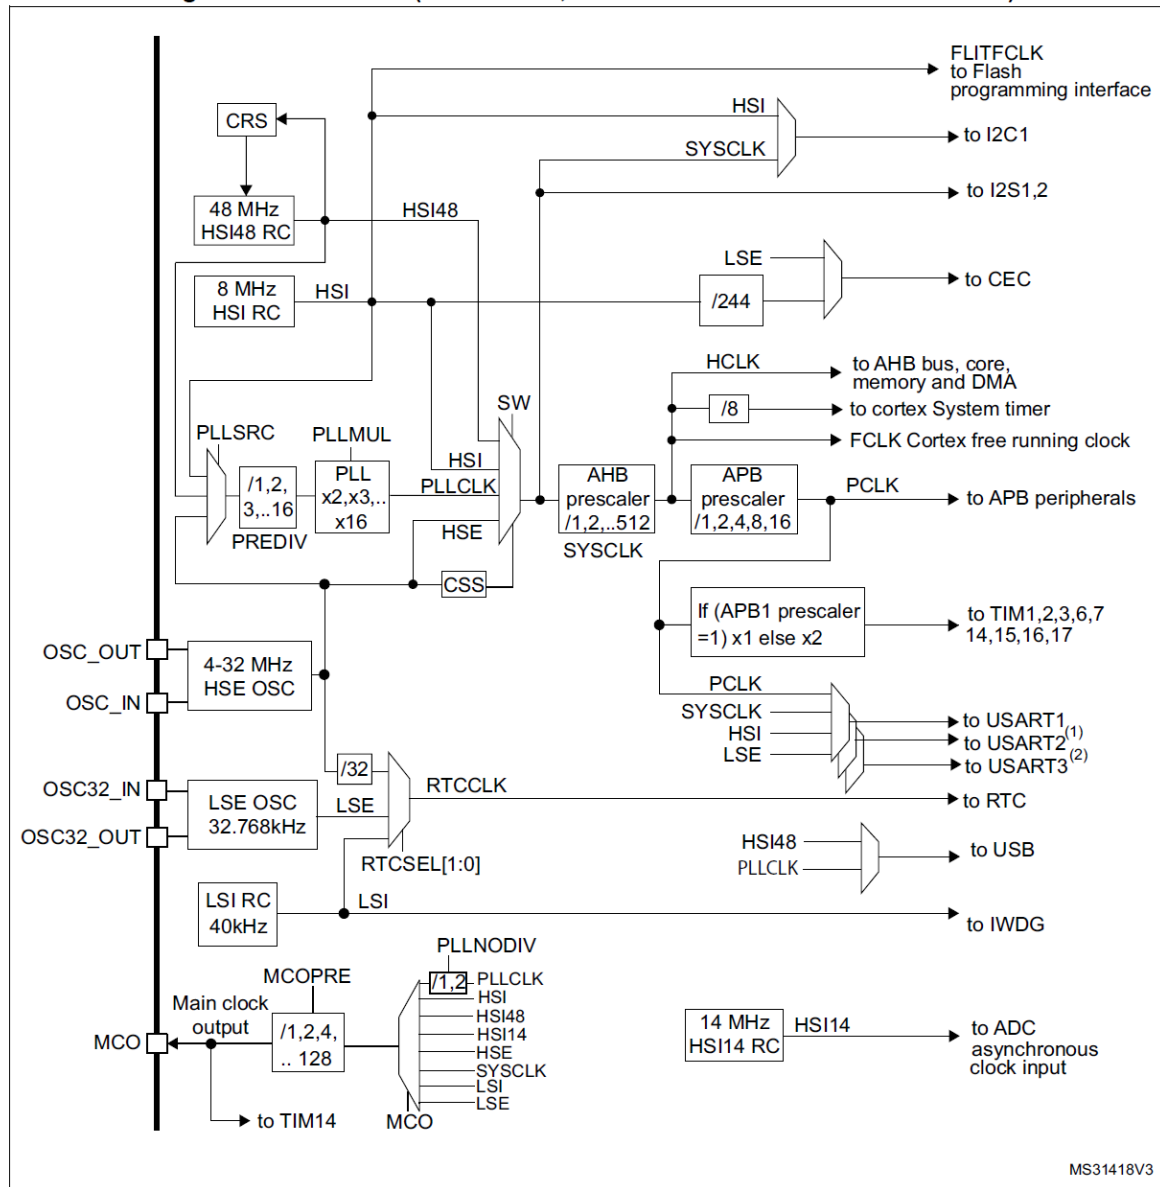 FLITFCLK
to Flash
programming interface
HSI
to I2C1
SYSCLK
CRS
to I2S1,2
48 MHz
HSI48 RC
HSI48
LSE
to CEC
8 MHz
HSI RC
HSI
/244
HCLK
to AHB bus, core,
memory and DMA
/8
to cortex System timer
FCLK Cortex free running clock
SW
PLLSRC
PLLMUL
HSI
PLLCLK
HSE
/1,2,
3,..16
PREDIV
PLL
x2,x3,..
x16
AHB
prescaler
/1,2,..512
SYSCLK
APB
prescaler
/1,2,4,8,16
PCLK
to APB peripherals
CSS
If (APB1 prescaler
=1) x1 else x2
to TIM1,2,3,6,7
14,15,16,17
OSC_OUT
OSC_IN
4-32 MHz
HSE OSC
PCLK
SYSCLK
HSI
LSE
to USART1
to USART2(1)
to USART3(2)
/32
OSC32_IN
OSC32_OUT
LSE OSC
32.768kHz
LSE
RTCCLK
to RTC
RTCSEL[1:0]
HSI48
PLLCLK
to USB
LSI RC
40kHz
LSI
to IWDG
PLLNODIV
MCOPRE
Main clock
output
MCO
/1,2,4,
.. 128
/1,2
PLLCLK
HSI
HSI48
HSI14
HSE
SYSCLK
LSI
LSE
MCO
to TIM14
14 MHz
HSI14 RC
HSI14
to ADC
asynchronous
clock input
MS31418V3